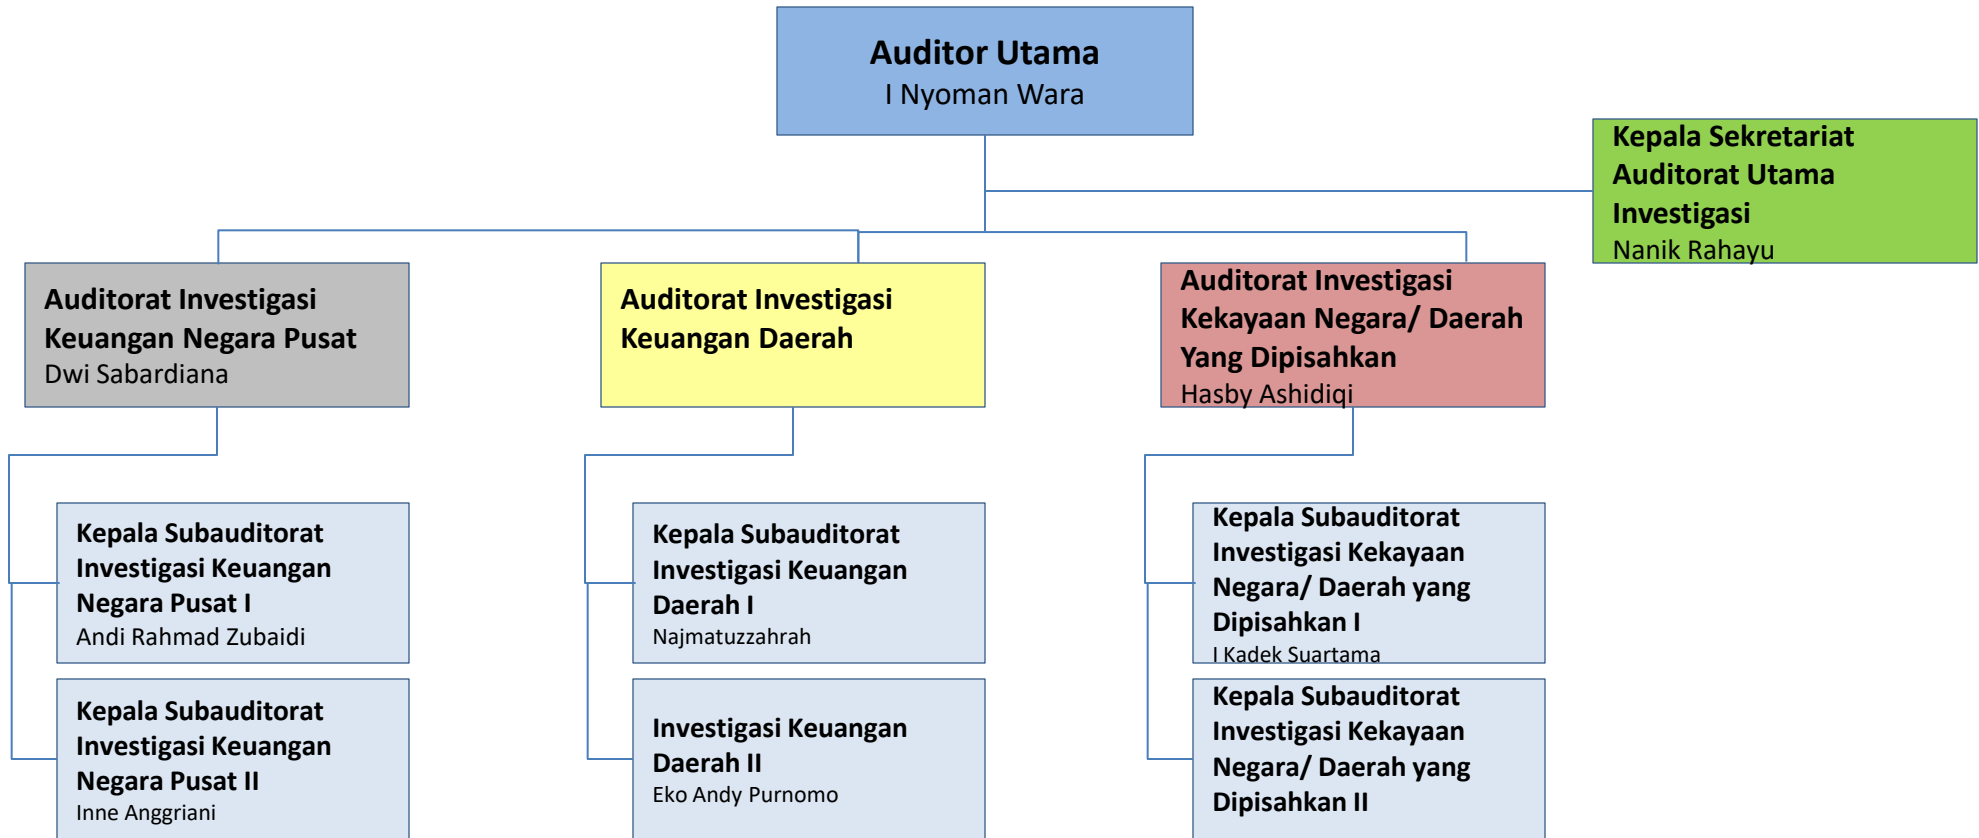 Auditor Utama
I Nyoman Wara
Kepala Sekretariat
Auditorat Utama
Investigasi
Nanik Rahayu
Auditorat Investigasi
Keuangan Negara Pusat
Dwi Sabardiana
Auditorat Investigasi
Keuangan Daerah
Auditorat Investigasi
Kekayaan Negara/ Daerah
Yang Dipisahkan
Hasby Ashidiqi
Kepala Subauditorat
Investigasi Keuangan
Negara Pusat I
Andi Rahmad Zubaidi
Kepala Subauditorat
Investigasi Keuangan
Daerah I
Najmatuzzahrah
Kepala Subauditorat
Investigasi Kekayaan
Negara/ Daerah yang
Dipisahkan I
I Kadek Suartama
Kepala Subauditorat
Investigasi Keuangan
Negara Pusat II
Inne Anggriani
Investigasi Keuangan
Daerah II
Eko Andy Purnomo
Kepala Subauditorat
Investigasi Kekayaan
Negara/ Daerah yang
Dipisahkan II